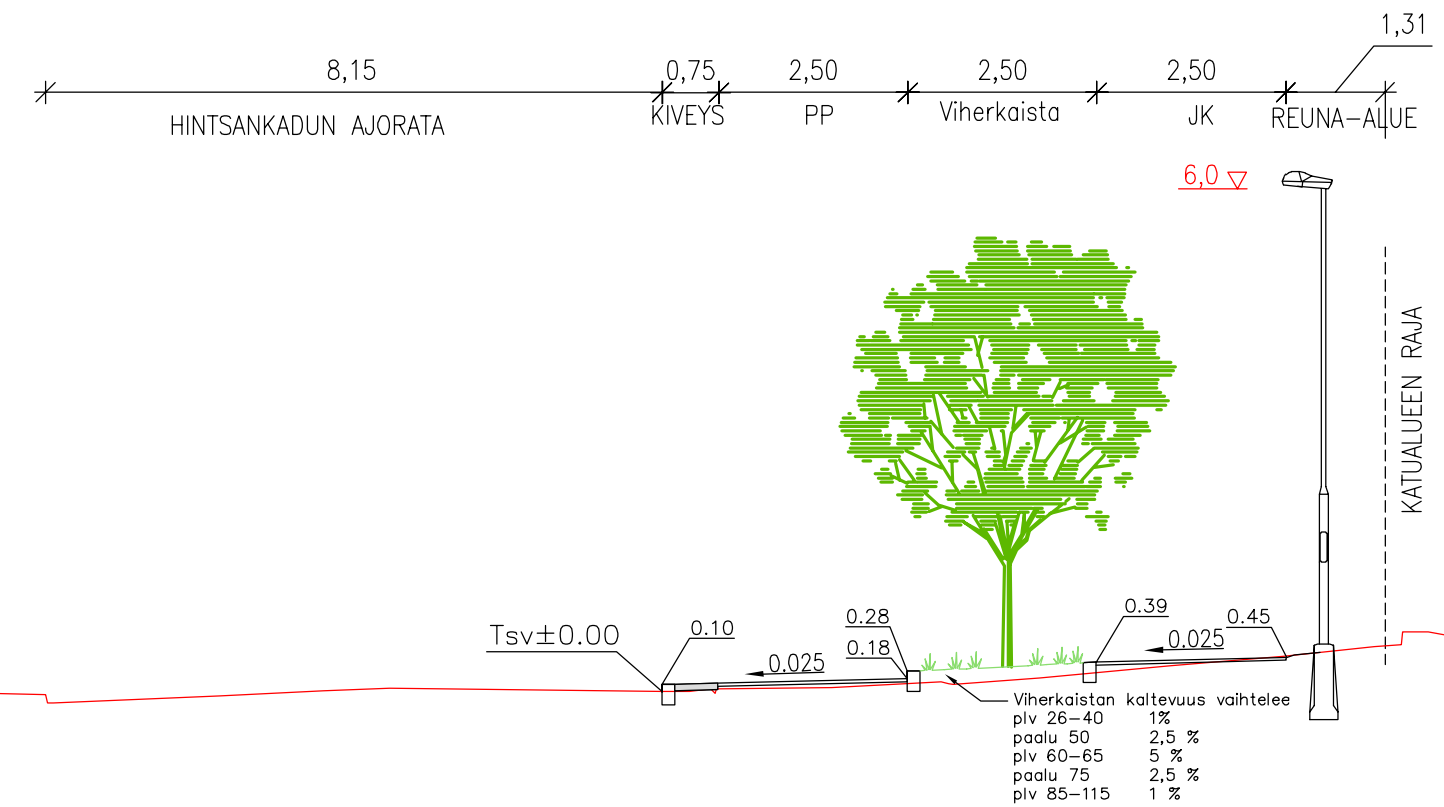 1,31
8,15 0,75 2,50 2,50 2,50
HINTSANKADUN AJORATA KIVEYS PP Viherkaista JK REUNA-ALUE
6,0
KATUALUEEN RAJA
Tsv±0.00 0.10 0.025 0.28 0.18 0.39 0.025 0.45
Viherkaistan kaltevuus vaihtelee
plv 26-40 1%
paalu 50 2,5 %
plv 60-65 5 %
paalu 75 2,5 %
plv 85-115 1 %